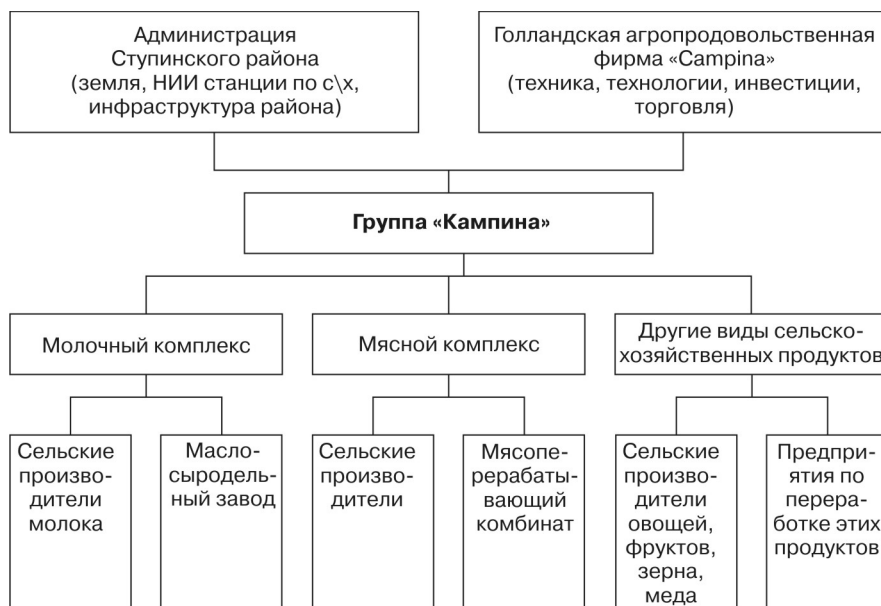 Администрация
Ступинского района
(земля, НИИ станции по с\х,
инфраструктура района)
Голландская агропродовольственная
фирма «Campina»
(техника, технологии, инвестиции,
торговля)
Группа «Кампина»
Молочный комплекс
Мясной комплекс
Другие виды сельско-
хозяйственных продуктов
Сельские
произво-
дители
молока
Масло-
сыродель-
ный завод
Сельские
произво-
дители
Мясопе-
рерабаты-
вающий
комбинат
Сельские
произво-
дители
овощей,
фруктов,
зерна,
меда
Предпри-
ятия по
перера-
ботке этих
продуктов